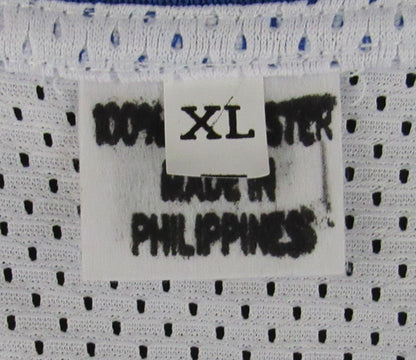 XL
100% STER
MADE IN
PHILIPPINES